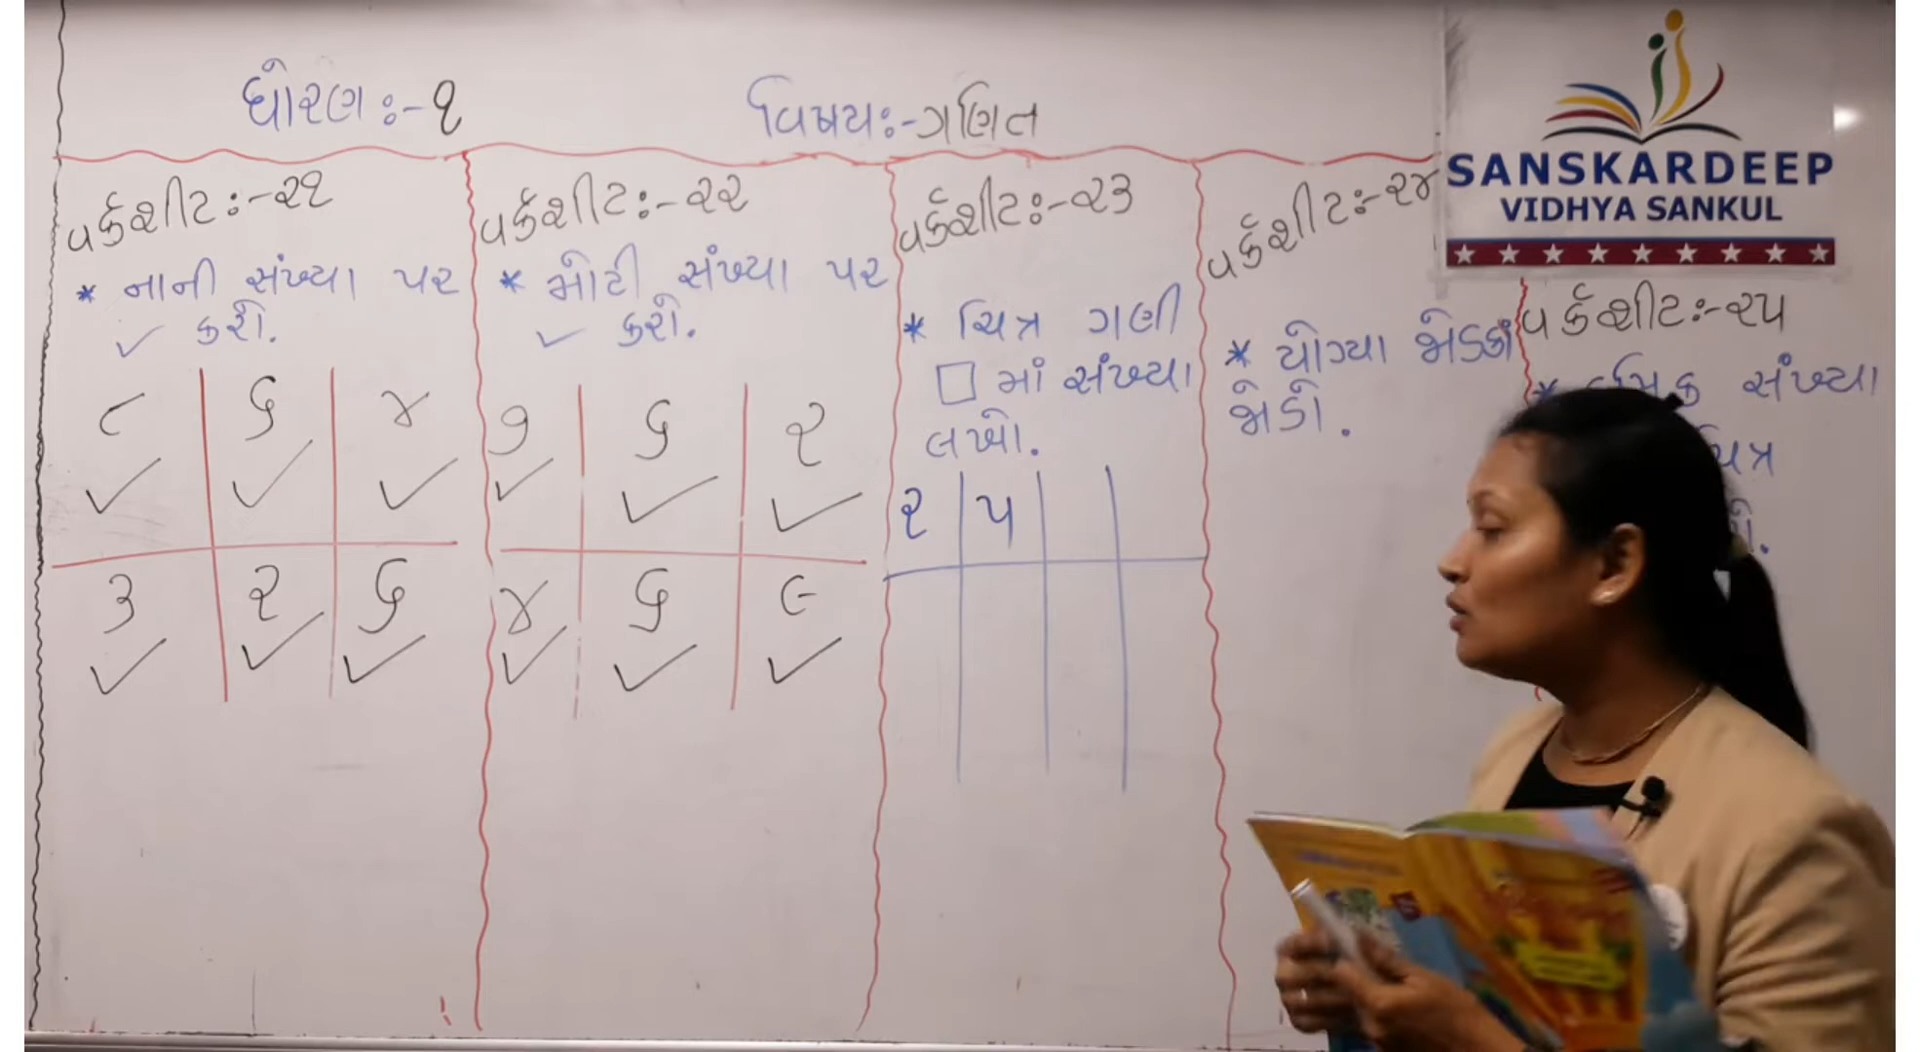 ધોરણઃ-૧
વિષયઃ-ગણિત
SANSKARDEEP
VIDHYA SANKUL
વર્કશીટઃ-૨૧
* નાની સંખ્યા પર
✓ કરો.
૮ ૬ ૪
✓ ✓ ✓
૩ ૨ ૬
✓ ✓ ✓
વર્કશીટઃ-૨૨
* મોટી સંખ્યા પર
✓ કરો.
૭ ૬ ૨
✓ ✓ ✓
૪ ૬ ૯
✓ ✓ ✓
વર્કશીટઃ-૨૩
* ચિત્ર ગણી
□ માં સંખ્યા
લખો.
૨ ૫
વર્કશીટઃ-૨૪
* યોગ્યા જોડકાં
જોડો.
વર્કશીટઃ-૨૫
* સંખ્યા